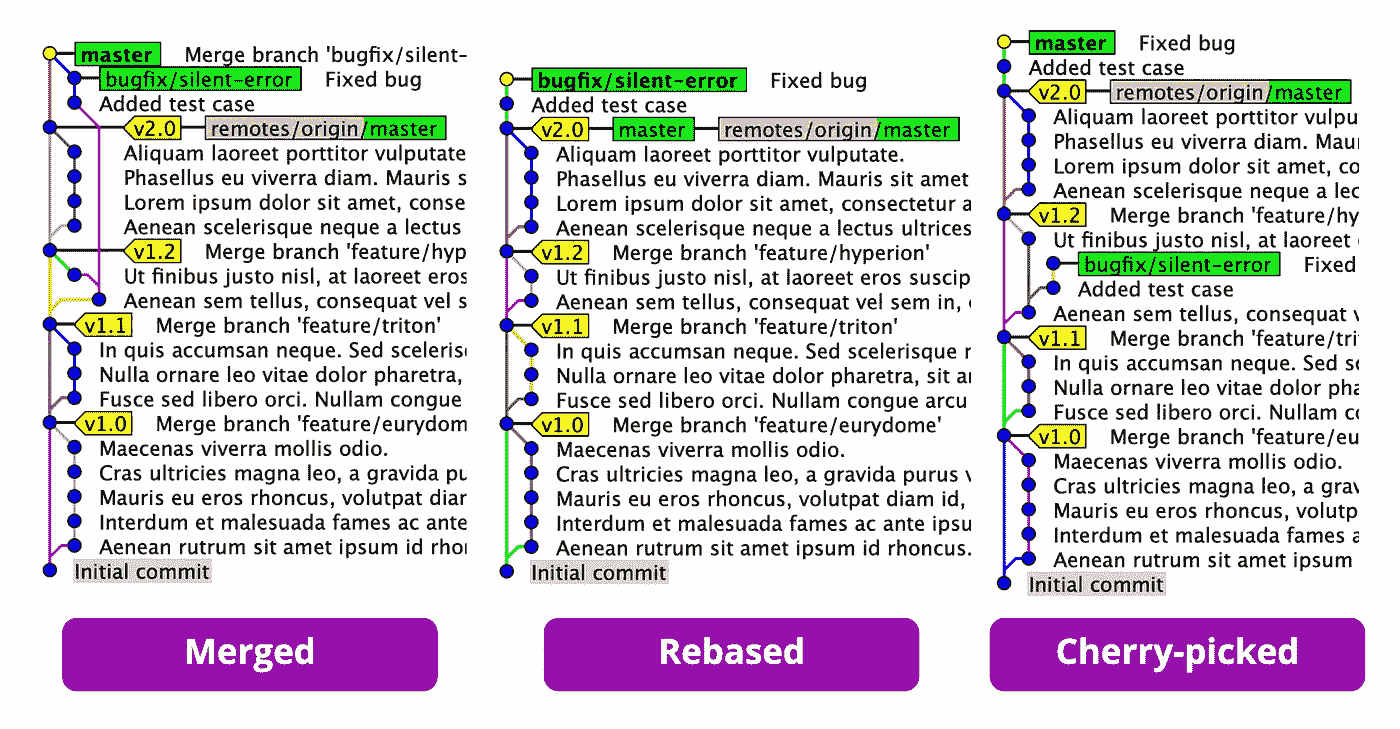 master Merge branch 'bugfix/silent-
bugfix/silent-error Fixed bug
Added test case
v2.0 remotes/origin/master
Aliquam laoreet porttitor vulputate
Phasellus eu viverra diam. Mauris s
Lorem ipsum dolor sit amet, conse
Aenean scelerisque neque a lectus
v1.2 Merge branch 'feature/hyp
Ut finibus justo nisl, at laoreet eros
Aenean sem tellus, consequat vel s
v1.1 Merge branch 'feature/triton'
In quis accumsan neque. Sed sceleris
Nulla ornare leo vitae dolor pharetra,
Fusce sed libero orci. Nullam congue
v1.0 Merge branch 'feature/eurydom
Maecenas viverra mollis odio.
Cras ultricies magna leo, a gravida pu
Mauris eu eros rhoncus, volutpat diar
Interdum et malesuada fames ac ante
Aenean rutrum sit amet ipsum id rho
Initial commit
Merged
bugfix/silent-error Fixed bug
Added test case
v2.0 master remotes/origin/master
Aliquam laoreet porttitor vulputate.
Phasellus eu viverra diam. Mauris sit amet
Lorem ipsum dolor sit amet, consectetur a
Aenean scelerisque neque a lectus ultrices
v1.2 Merge branch 'feature/hyperion'
Ut finibus justo nisl, at laoreet eros suscip
Aenean sem tellus, consequat vel sem in,
v1.1 Merge branch 'feature/triton'
In quis accumsan neque. Sed scelerisque r
Nulla ornare leo vitae dolor pharetra, sit a
Fusce sed libero orci. Nullam congue arcu
v1.0 Merge branch 'feature/eurydome'
Maecenas viverra mollis odio.
Cras ultricies magna leo, a gravida purus v
Mauris eu eros rhoncus, volutpat diam id,
Interdum et malesuada fames ac ante ipsu
Aenean rutrum sit amet ipsum id rhoncus.
Initial commit
Rebased
master Fixed bug
Added test case
v2.0 remotes/origin/master
Aliquam laoreet porttitor vulpu
Phasellus eu viverra diam. Mau
Lorem ipsum dolor sit amet, co
Aenean scelerisque neque a lec
v1.2 Merge branch 'feature/hy
Ut finibus justo nisl, at laoreet
bugfix/silent-error Fixed
Added test case
Aenean sem tellus, consequat v
v1.1 Merge branch 'feature/tri
In quis accumsan neque. Sed sc
Nulla ornare leo vitae dolor pha
Fusce sed libero orci. Nullam co
v1.0 Merge branch 'feature/eu
Maecenas viverra mollis odio.
Cras ultricies magna leo, a grav
Mauris eu eros rhoncus, volutp
Interdum et malesuada fames a
Aenean rutrum sit amet ipsum
Initial commit
Cherry-picked